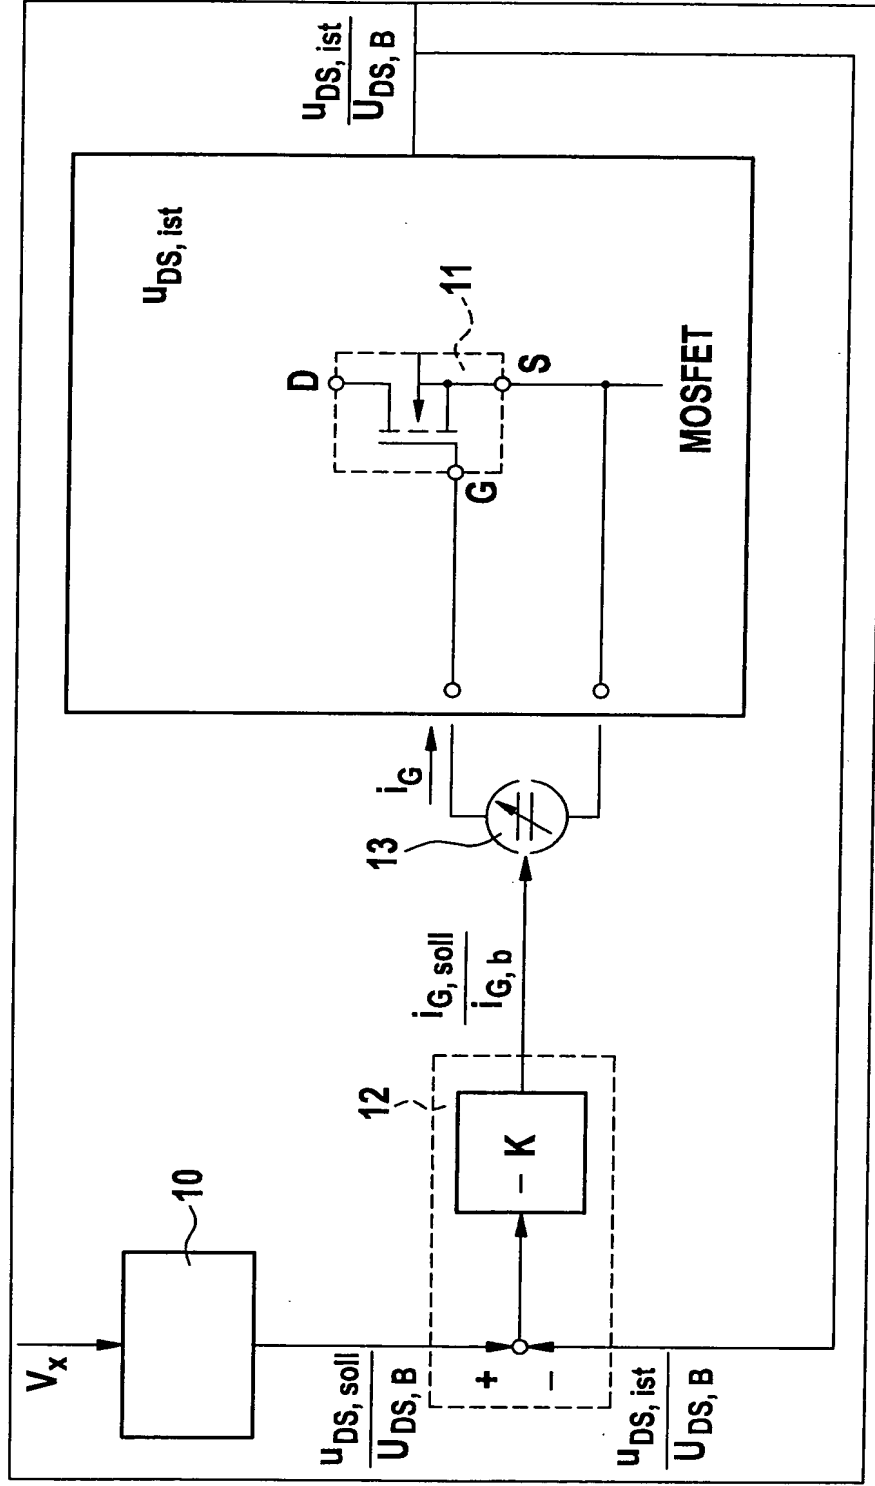 V_x
10
u_DS, soll
U_DS, B
+
−
u_DS, ist
U_DS, B
12
- K
i_G, soll
i_G, b
13
i_G
u_DS, ist
D
G
S
11
MOSFET
u_DS, ist
U_DS, B